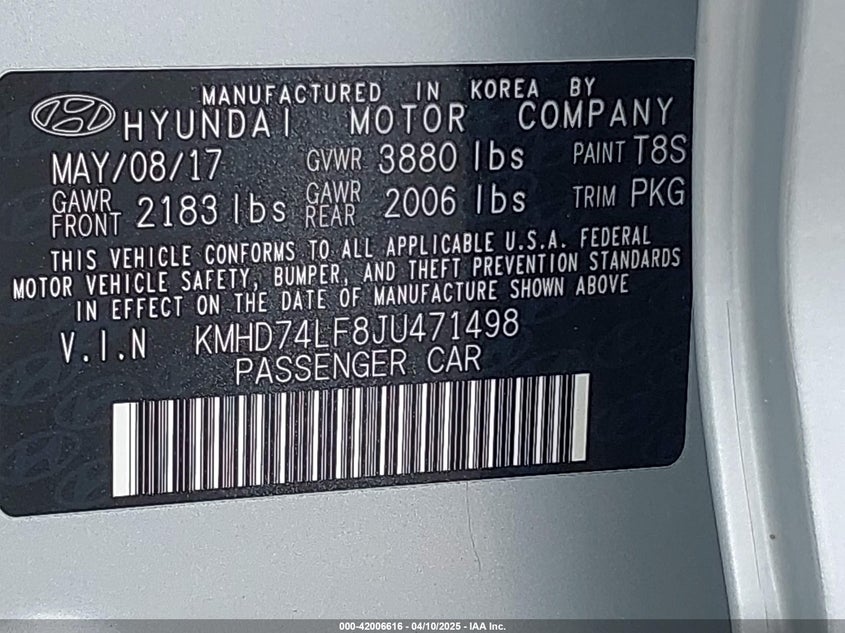 MANUFACTURED IN KOREA BY
HYUNDAI MOTOR COMPANY
MAY/08/17 GVWR 3880 lbs PAINT T8S
GAWR FRONT 2183 lbs GAWR REAR 2006 lbs TRIM PKG
THIS VEHICLE CONFORMS TO ALL APPLICABLE U.S.A. FEDERAL
MOTOR VEHICLE SAFETY, BUMPER, AND THEFT PREVENTION STANDARDS
IN EFFECT ON THE DATE OF MANUFACTURE SHOWN ABOVE
V.I.N KMHD74LF8JU471498
PASSENGER CAR
000-42006616 - 04/10/2025 - IAA Inc.